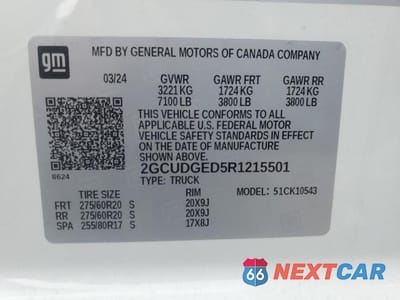 gm
MFD BY GENERAL MOTORS OF CANADA COMPANY
03/24 GVWR GAWR FRT GAWR RR
3221 KG 1724 KG 1724 KG
7100 LB 3800 LB 3800 LB
THIS VEHICLE CONFORMS TO ALL
APPLICABLE U.S. FEDERAL MOTOR
VEHICLE SAFETY STANDARDS IN EFFECT
ON THE DATE OF MANUFACTURE SHOWN ABOVE.
2GCUDGED5R1215501
8624
TYPE: TRUCK MODEL: 51CK10543
TIRE SIZE RIM
FRT 275/60R20 S 20X9J
RR 275/60R20 S 20X9J
SPA 255/80R17 S 17X8J
66 NEXTCAR